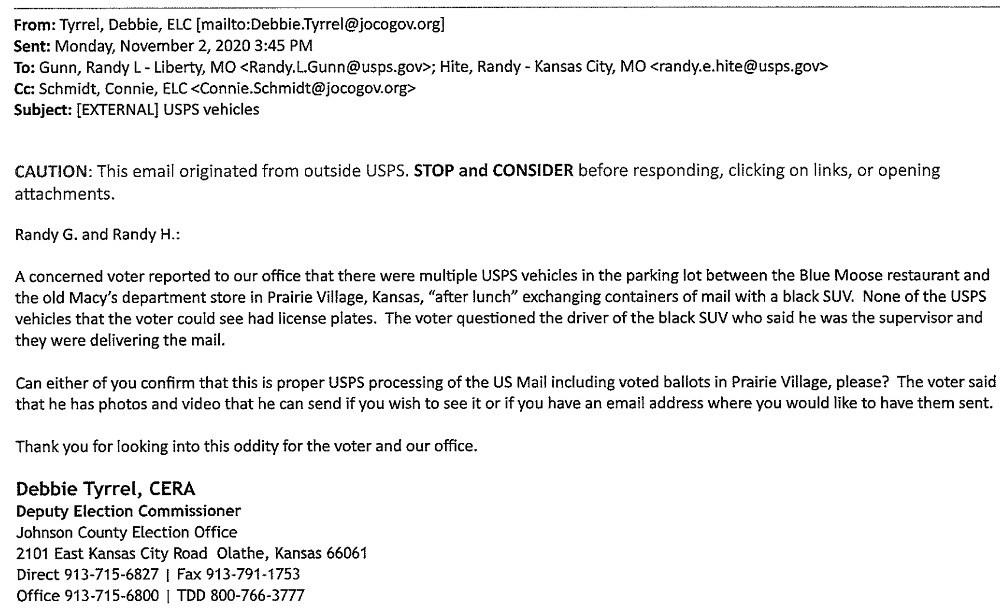 From: Tyrrel, Debbie, ELC [mailto:Debbie.Tyrrel@jocogov.org]
Sent: Monday, November 2, 2020 3:45 PM
To: Gunn, Randy L - Liberty, MO <Randy.L.Gunn@usps.gov>; Hite, Randy - Kansas City, MO <randy.e.hite@usps.gov>
Cc: Schmidt, Connie, ELC <Connie.Schmidt@jocogov.org>
Subject: [EXTERNAL] USPS vehicles
CAUTION: This email originated from outside USPS. STOP and CONSIDER before responding, clicking on links, or opening
attachments.
Randy G. and Randy H.:
A concerned voter reported to our office that there were multiple USPS vehicles in the parking lot between the Blue Moose restaurant and
the old Macy's department store in Prairie Village, Kansas, "after lunch" exchanging containers of mail with a black SUV. None of the USPS
vehicles that the voter could see had license plates. The voter questioned the driver of the black SUV who said he was the supervisor and
they were delivering the mail.
Can either of you confirm that this is proper USPS processing of the US Mail including voted ballots in Prairie Village, please? The voter said
that he has photos and video that he can send if you wish to see it or if you have an email address where you would like to have them sent.
Thank you for looking into this oddity for the voter and our office.
Debbie Tyrrel, CERA
Deputy Election Commissioner
Johnson County Election Office
2101 East Kansas City Road Olathe, Kansas 66061
Direct 913-715-6827 | Fax 913-791-1753
Office 913-715-6800 | TDD 800-766-3777